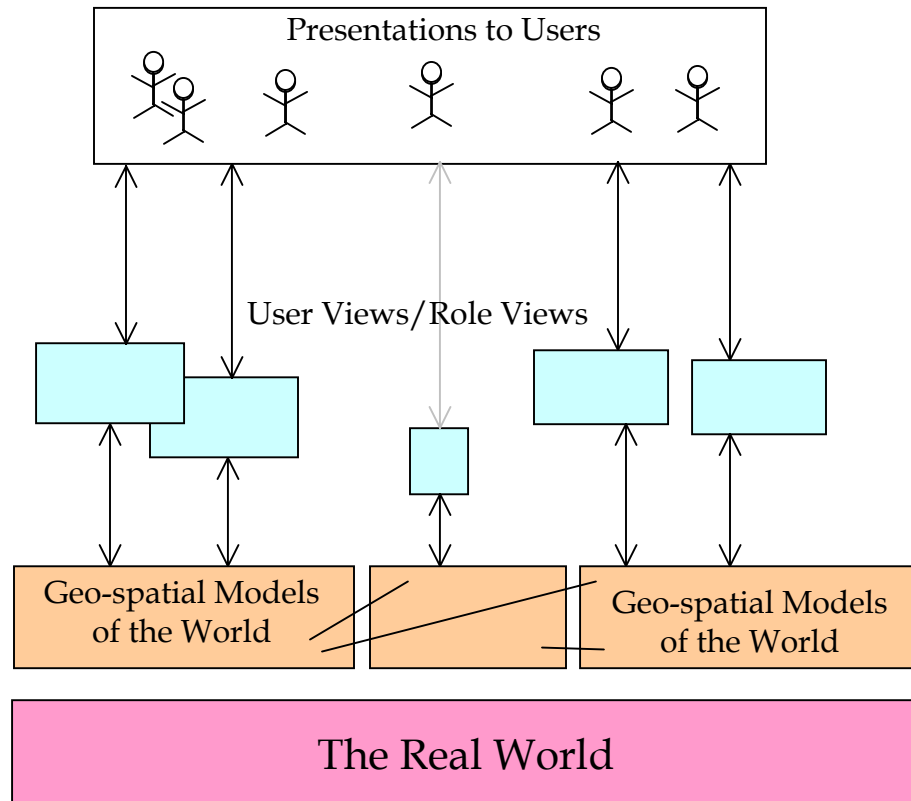 Presentations to Users
User Views/Role Views
Geo-spatial Models
of the World
Geo-spatial Models
of the World
The Real World